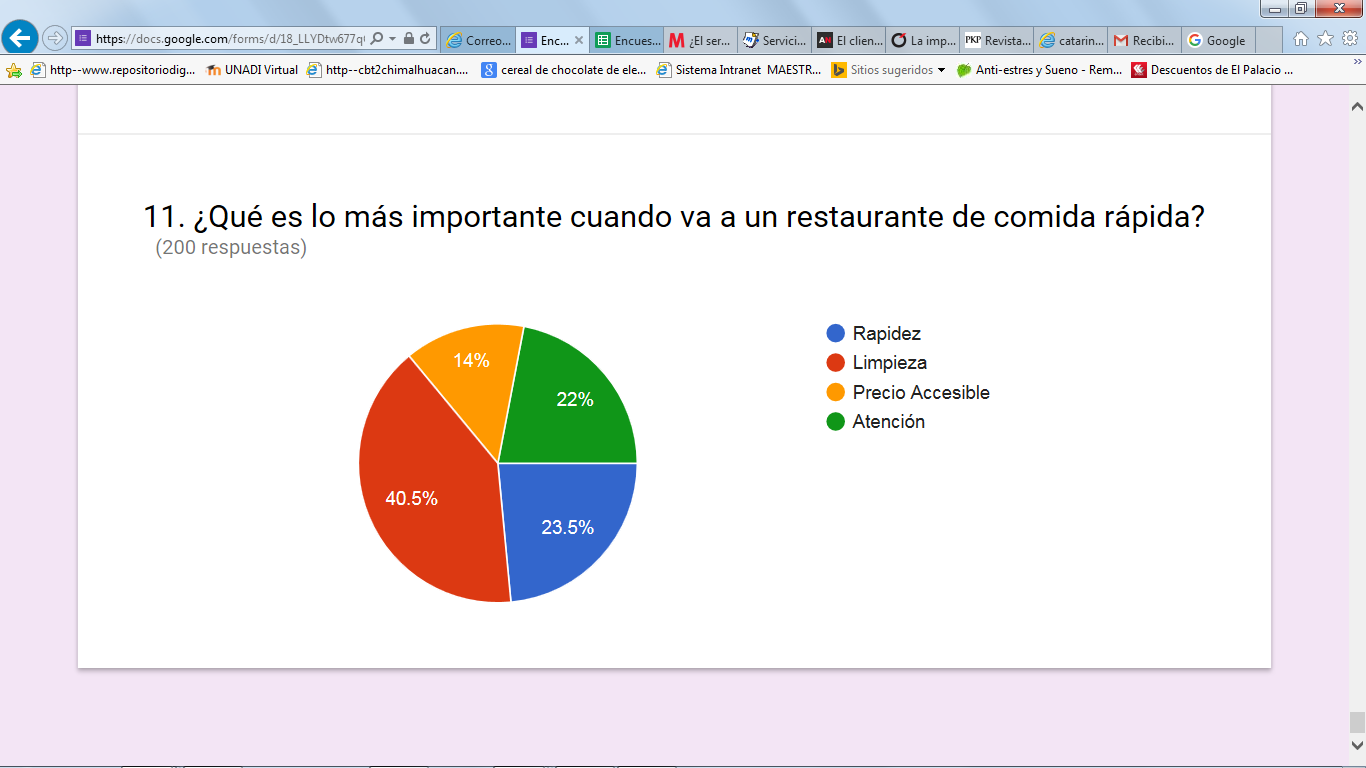 https://docs.google.com/forms/d/18_LLYDtw677q
Correo...
Enc...
Encues...
¿El ser...
Servici...
AN
El clien...
La imp...
PKP
Revista...
catarin...
Recibi...
Google
http--www.repositoriodig...
UNADI Virtual
http--cbt2chimalhuacan....
cereal de chocolate de ele...
Sistema Intranet MAESTR...
Sitios sugeridos
Anti-estres y Sueno - Rem...
Descuentos de El Palacio ...
11. ¿Qué es lo más importante cuando va a un restaurante de comida rápida?
(200 respuestas)
14%
22%
40.5%
23.5%
Rapidez
Limpieza
Precio Accesible
Atención